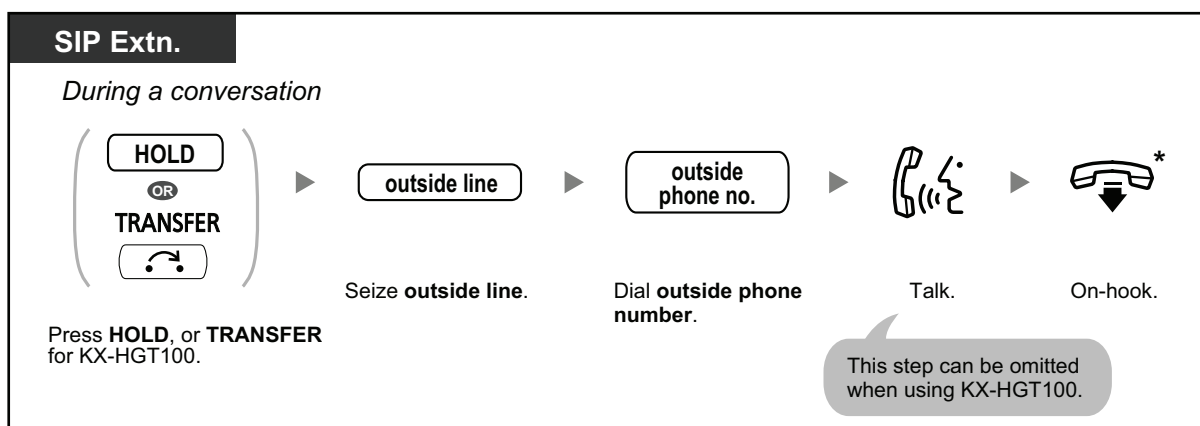 SIP Extn.
During a conversation
HOLD
OR
TRANSFER
outside line
outside
phone no.
*
Press HOLD, or TRANSFER
for KX-HGT100.
Seize outside line.
Dial outside phone
number.
Talk.
On-hook.
This step can be omitted
when using KX-HGT100.